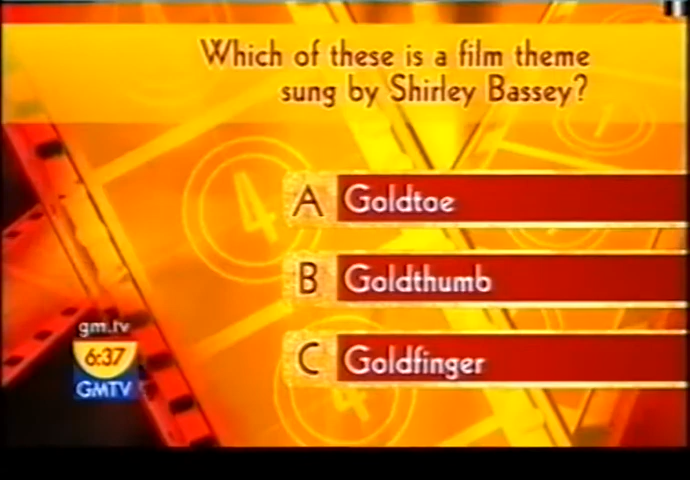 Which of these is a film theme
sung by Shirley Bassey?
A Goldtoe
B Goldthumb
C Goldfinger
gm.tv
6:37
GMTV